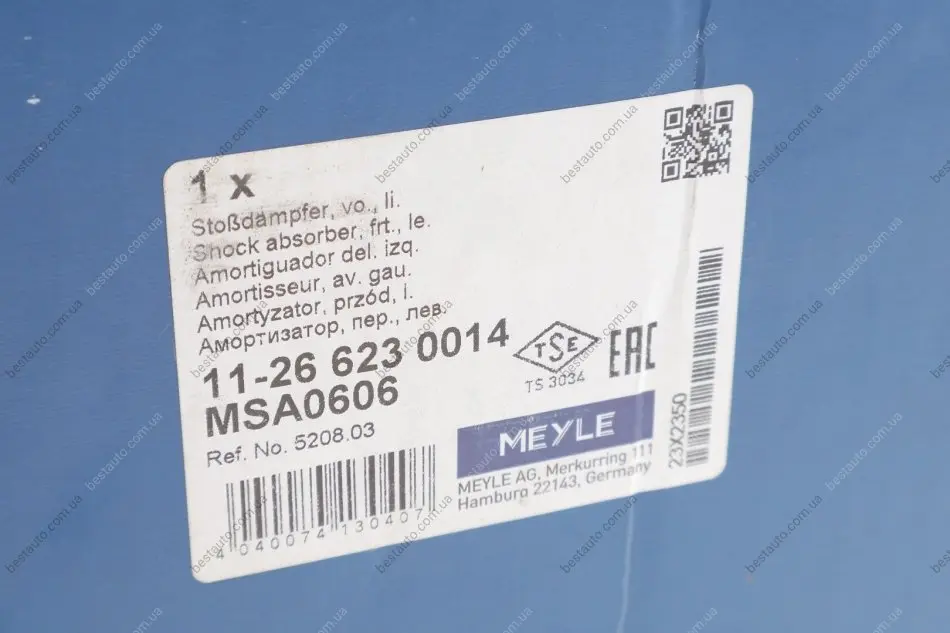 1 x
Stoßdämpfer, vo., li.
Shock absorber, frt., le.
Amortiguador del. izq.
Amortisseur, av. gau.
Amortyzator, przód, l.
Амортизатор, пер., лев.
11-26 623 0014
MSA0606
Ref. No. 5208.03
TSE
TS 3034
EAC
MEYLE
MEYLE AG, Merkurring 111
Hamburg 22143, Germany
4 040074 130407
23X2350
bestauto.com.ua